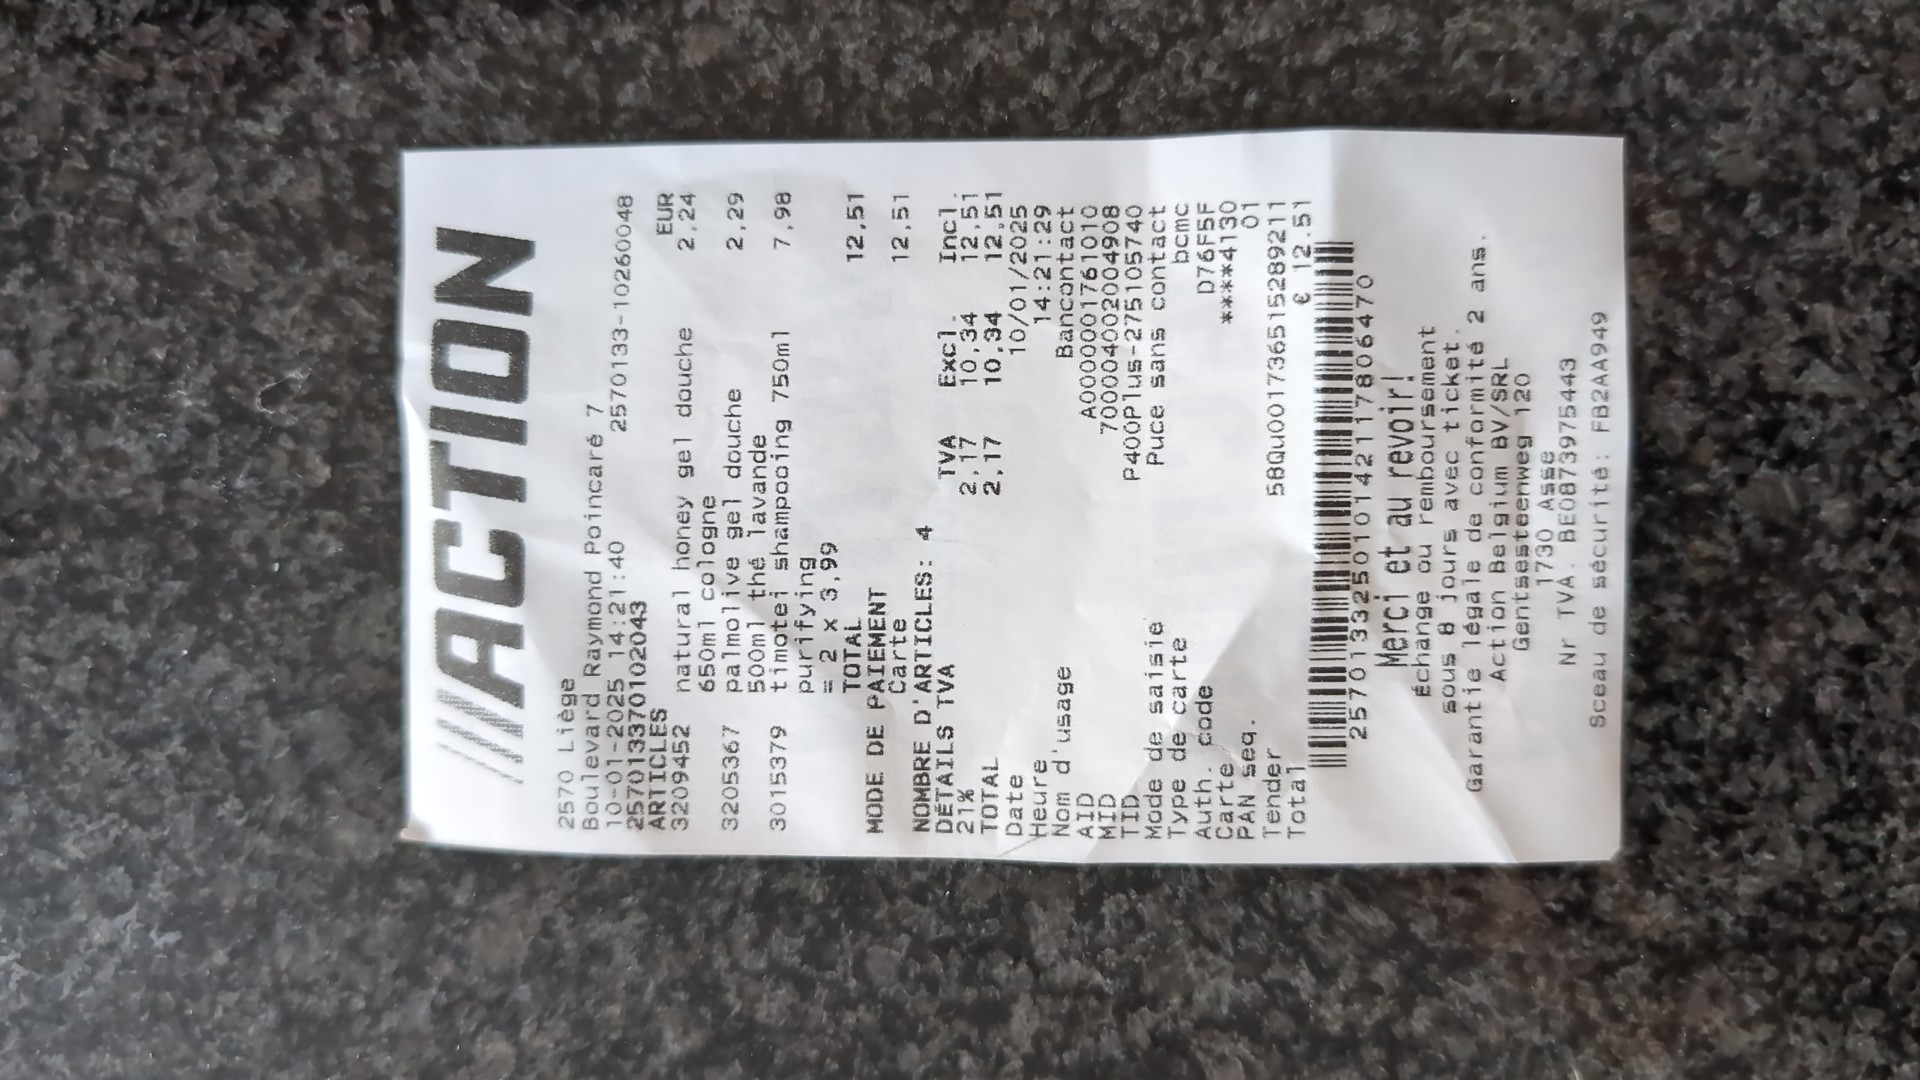 ACTION
2570 Liège
Boulevard Raymond Poincaré 7
10-01-2025 14:21:40 2570133-10260048
2570133701020​43
ARTICLES EUR
3209452 natural honey gel douche 2,24
650ml cologne
3205367 palmolive gel douche 2,29
500ml thé lavande
3015379 timotei shampooing 750ml 7,98
purifying
= 2 x 3,99
TOTAL 12,51
MODE DE PAIEMENT
Carte 12,51
NOMBRE D'ARTICLES: 4
DÉTAILS TVA TVA Excl. Incl.
21% 2,17 10,34 12,51
TOTAL 2,17 10,34 12,51
Date 10/01/2025
Heure 14:21:29
Nom d'usage Bancontact
AID A0000001761010
MID 700004002004908
TID P400Plus-275105740
Mode de saisie Puce sans contact
Type de carte bcmc
Auth. code D76F5F
Carte ****4130
PAN seq. 01
Tender 58QU001736515289211
Total € 12.51
2570133250101421178​06470
Merci et au revoir!
Échange ou remboursement
sous 8 jours avec ticket.
Garantie légale de conformité 2 ans.
Action Belgium BV/SRL
Gentsesteenweg 120
1730 Asse
Nr TVA. BE0873975443
Sceau de sécurité: FB2AA949